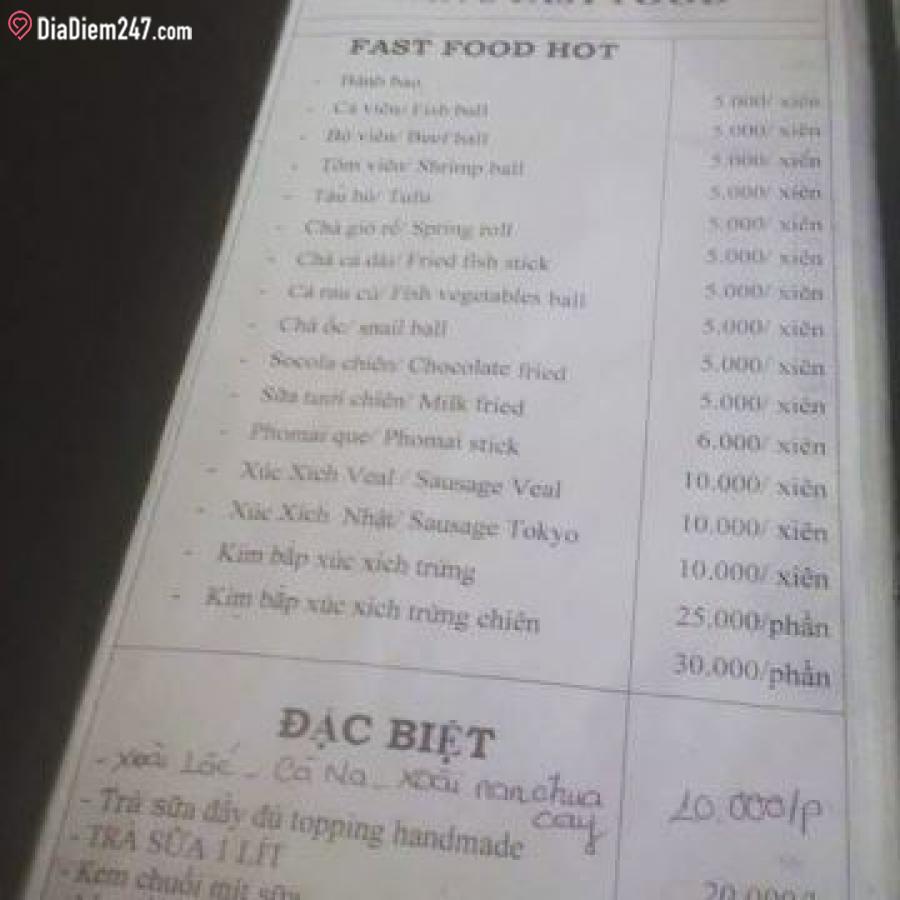 DiaDiem247.com
FAST FOOD
FAST FOOD HOT
- Bánh bao 5.000/ xiên
- Cá viên/ Fish ball 5.000/ xiên
- Bò viên/ Beef ball 5.000/ xiên
- Tôm viên/ Shrimp ball 5.000/ xiên
- Tàu hủ/ Tufu 5.000/ xiên
- Chả giò rế/ Spring roll 5.000/ xiên
- Chả cá dài/ Fried fish stick 5.000/ xiên
- Cá rau củ/ Fish vegetables ball 5.000/ xiên
- Chả ốc/ snail ball 5.000/ xiên
- Socola chiên/ Chocolate fried 5.000/ xiên
- Sữa tươi chiên/ Milk fried 6.000/ xiên
- Phomai que/ Phomai stick 10.000/ xiên
- Xúc Xích Veal / Sausage Veal 10.000/ xiên
- Xúc Xích Nhật/ Sausage Tokyo 10.000/ xiên
- Kim bắp xúc xích trứng 25.000/phần
- Kim bắp xúc xích trứng chiên 30.000/phần
ĐẶC BIỆT
- xoài Lắc - Cà Na - xoài chua cay 20.000/p
- Trà sữa đầy đủ topping handmade
- TRÀ SỮA 1 LÍT
- Kem chuối mít sữa 20.000/